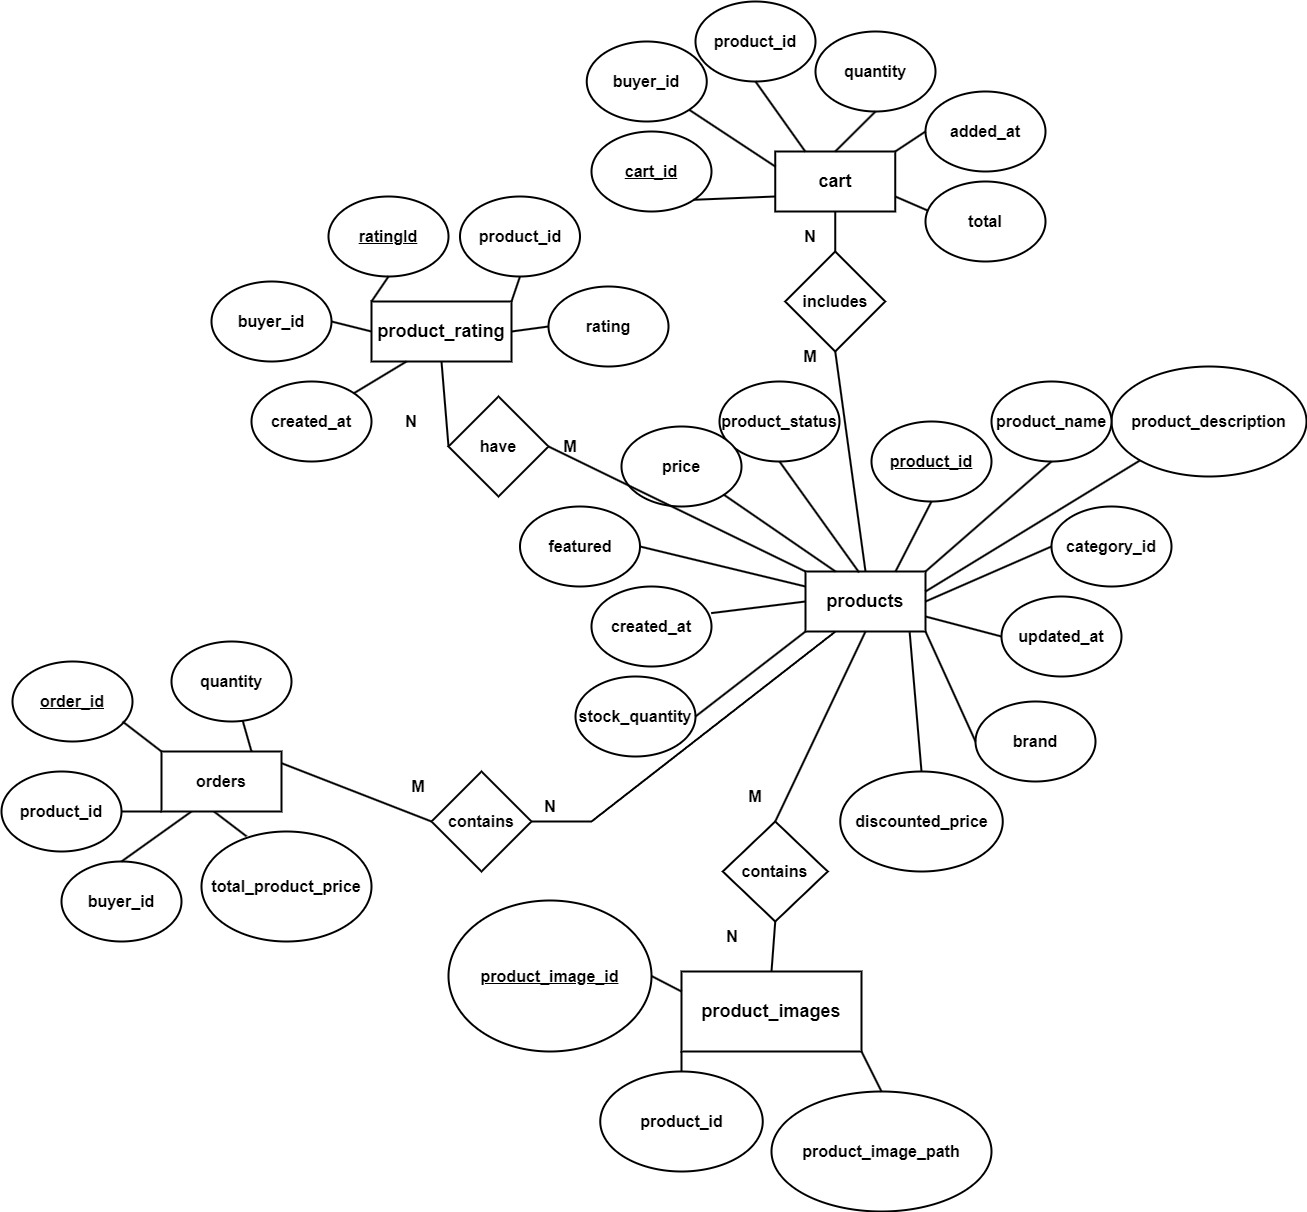 product_id
quantity
buyer_id
added_at
cart_id
cart
total
N
ratingId
product_id
includes
buyer_id
product_rating
rating
M
created_at
N
have
M
price
product_status
product_id
product_name
product_description
featured
category_id
products
created_at
updated_at
stock_quantity
brand
quantity
order_id
orders
M
N
M
product_id
contains
discounted_price
contains
total_product_price
buyer_id
N
product_image_id
product_images
product_id
product_image_path